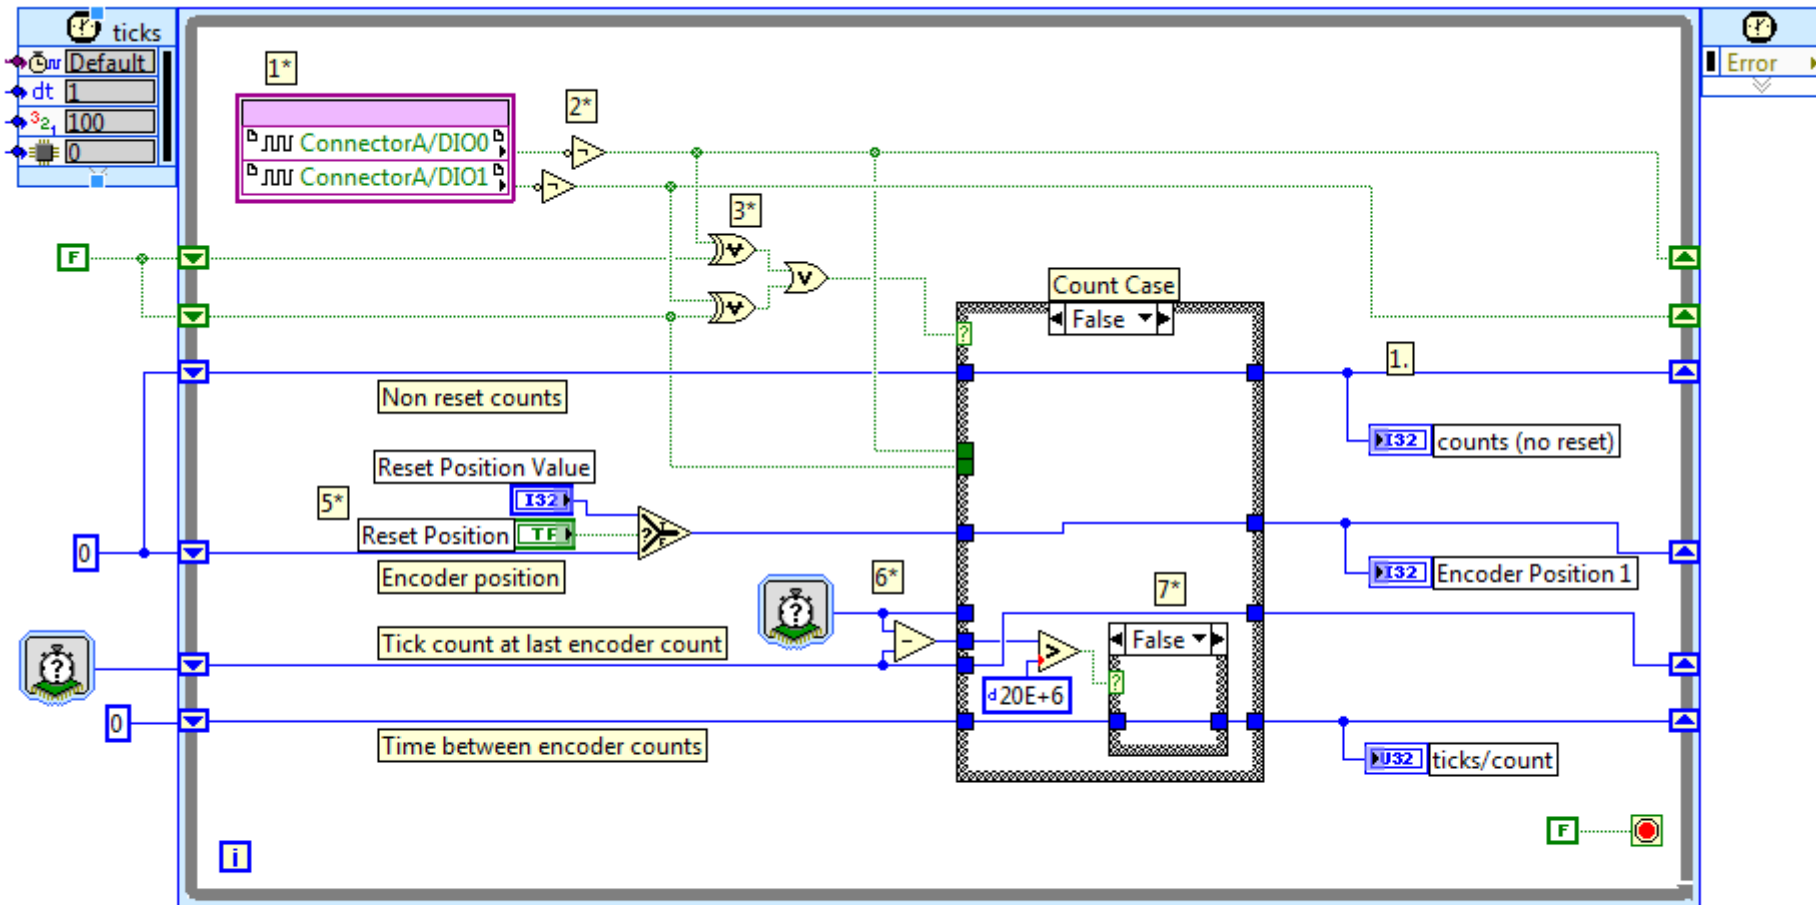 ticks
Default
dt 1
321 100
0
Error
1*
ConnectorA/DIO0
ConnectorA/DIO1
2*
3*
F
Count Case
False
?
1.
Non reset counts
I32 counts (no reset)
Reset Position Value
I32
5*
Reset Position TF
? T F
0
Encoder position
I32 Encoder Position 1
6*
7*
?
Tick count at last encoder count
-
>
False
?
?
d 20E+6
0
Time between encoder counts
U32 ticks/count
F
i